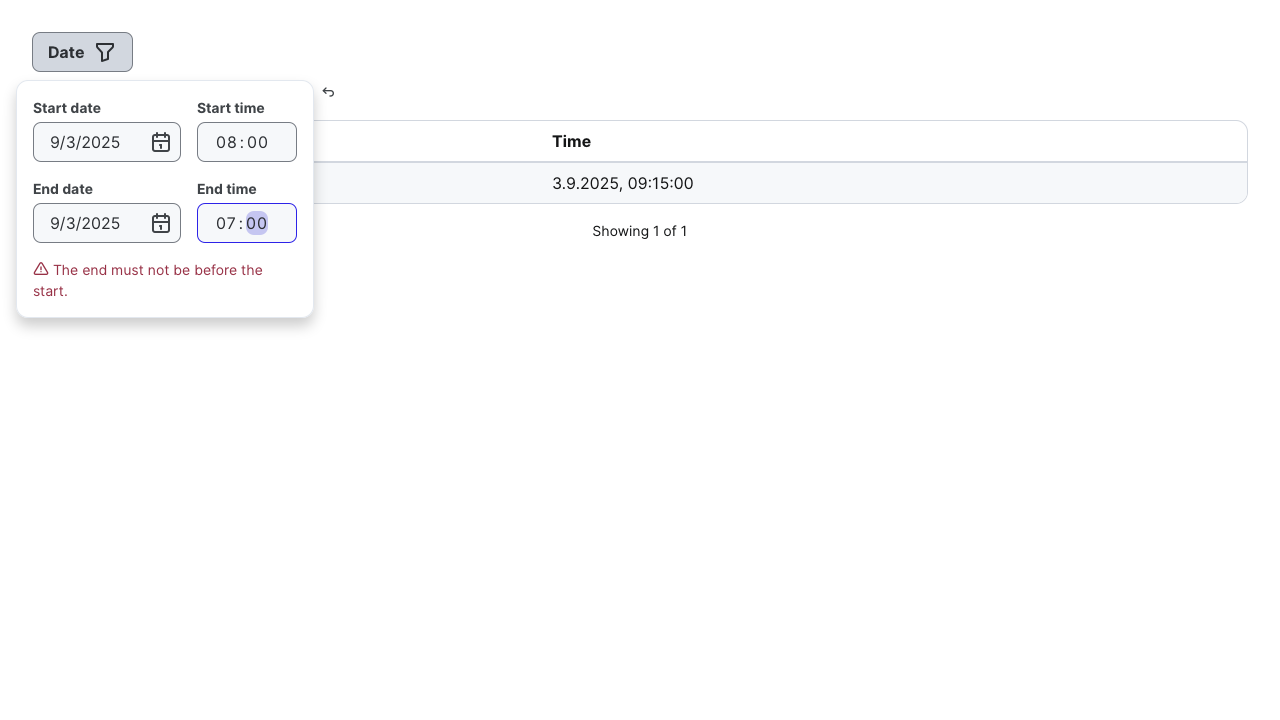 Date
Start date
Start time
9/3/2025
08:00
End date
End time
9/3/2025
07:00
The end must not be before the
start.
Time
3.9.2025, 09:15:00
Showing 1 of 1